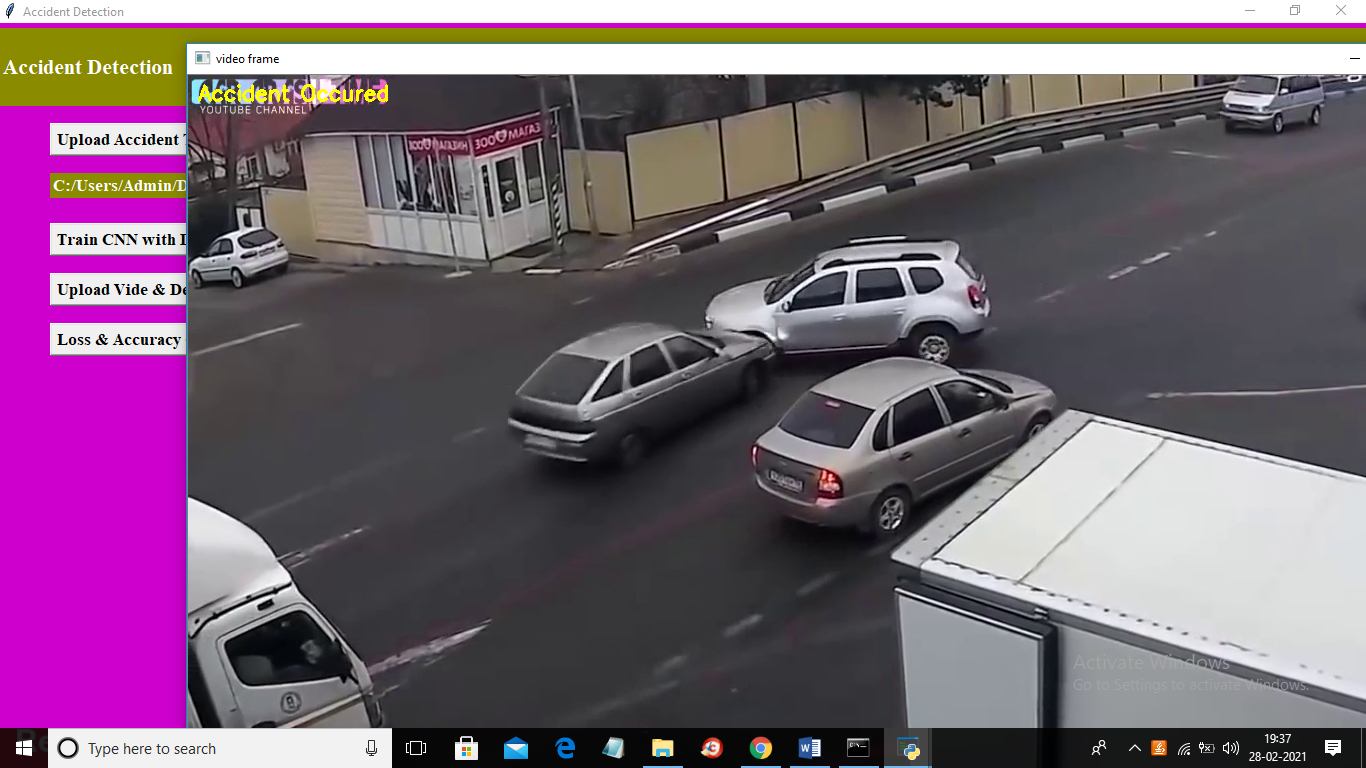 Accident Detection
video frame
Accident Detection
Accident Occured
YOUTUBE CHANNEL
Upload Accident
C:/Users/Admin/D
Train CNN with
Upload Vide & De
Loss & Accuracy
Activate Windows
Go to Settings to activate Windows.
Type here to search
19:37
28-02-2021